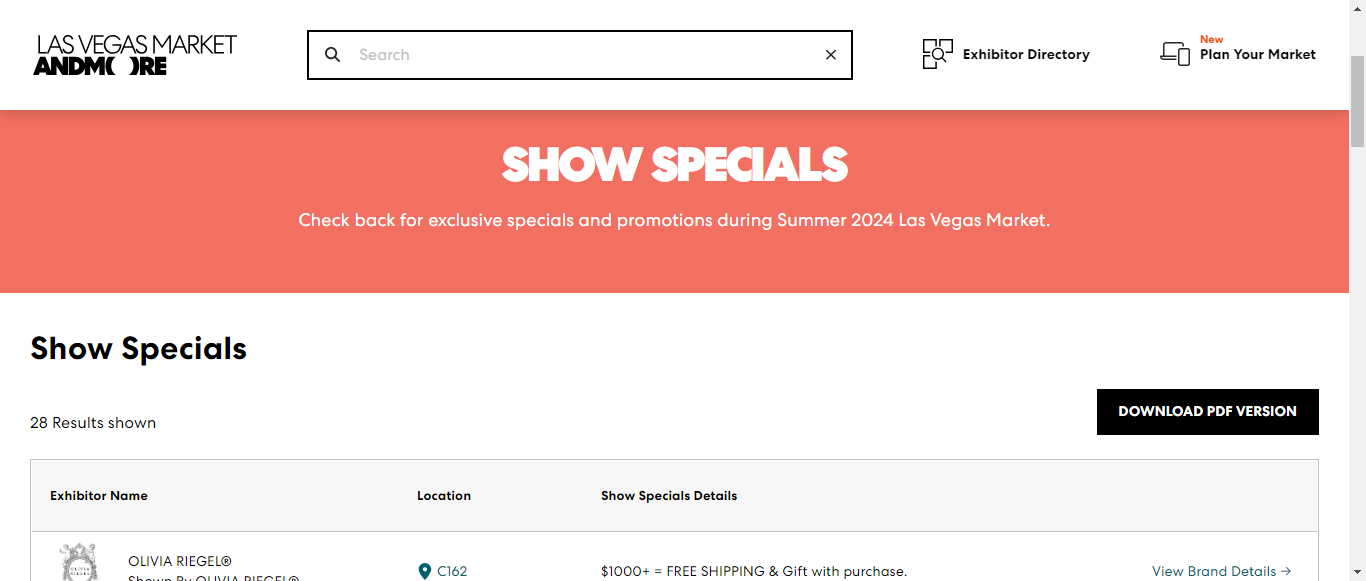 LAS VEGAS MARKET
ANDMORE
Search
Exhibitor Directory
New
Plan Your Market
SHOW SPECIALS
Check back for exclusive specials and promotions during Summer 2024 Las Vegas Market.
Show Specials
28 Results shown
DOWNLOAD PDF VERSION
Exhibitor Name Location Show Specials Details
OLIVIA RIEGEL®
Shown By OLIVIA RIEGEL®
C162
$1000+ = FREE SHIPPING & Gift with purchase.
View Brand Details →